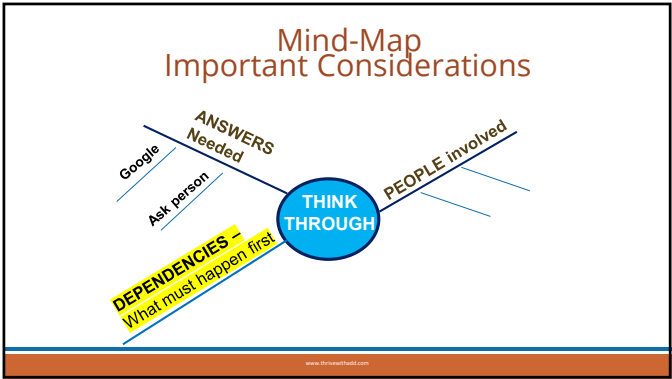 Mind-Map
Important Considerations
ANSWERS
Needed
Google
Ask person
PEOPLE involved
THINK
THROUGH
DEPENDENCIES –
What must happen first
www.thrivewithadd.com